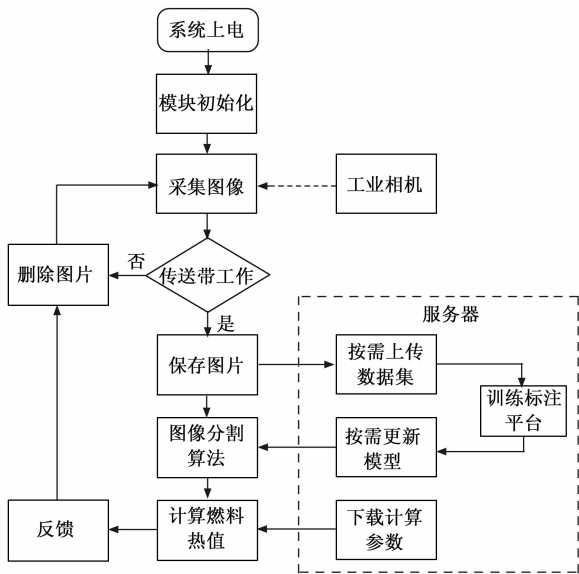 系统上电
模块初始化
采集图像
工业相机
删除图片
否
传送带工作
是
服务器
保存图片
按需上传
数据集
训练标注
平台
图像分割
算法
按需更新
模型
反馈
计算燃料
热值
下载计算
参数